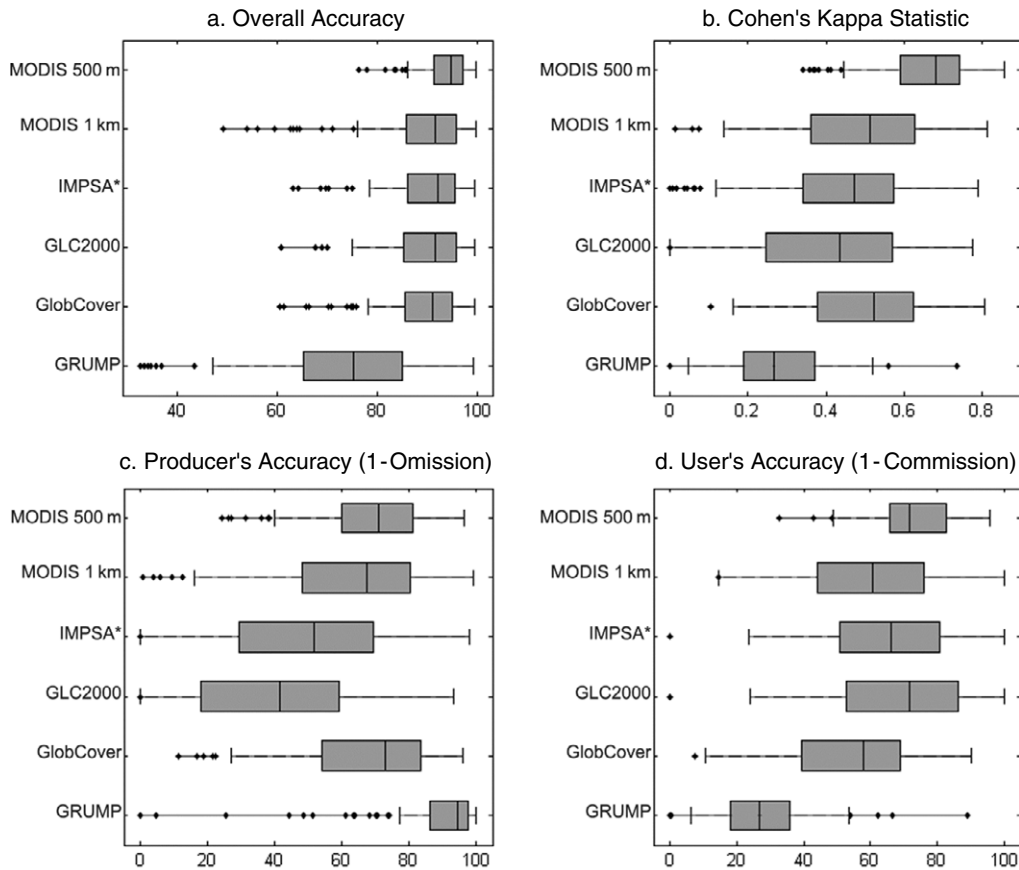 a. Overall Accuracy
MODIS 500 m
MODIS 1 km
IMPSA*
GLC2000
GlobCover
GRUMP
40 60 80 100
b. Cohen's Kappa Statistic
MODIS 500 m
MODIS 1 km
IMPSA*
GLC2000
GlobCover
GRUMP
0 0.2 0.4 0.6 0.8
c. Producer's Accuracy (1-Omission)
MODIS 500 m
MODIS 1 km
IMPSA*
GLC2000
GlobCover
GRUMP
0 20 40 60 80 100
d. User's Accuracy (1-Commission)
MODIS 500 m
MODIS 1 km
IMPSA*
GLC2000
GlobCover
GRUMP
0 20 40 60 80 100